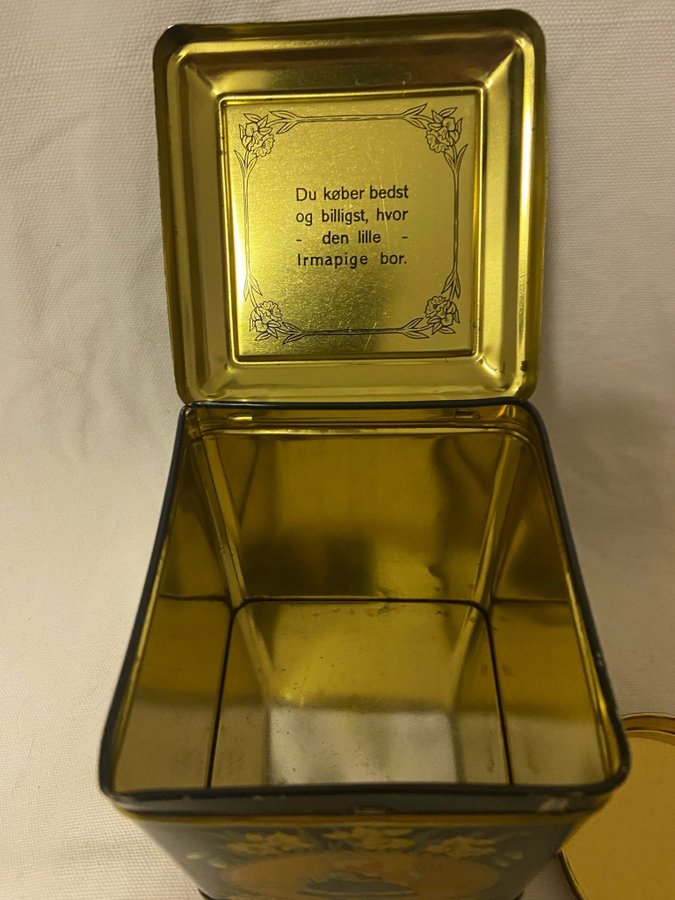 Du køber bedst
og billigst, hvor
- den lille -
Irmapige bor.